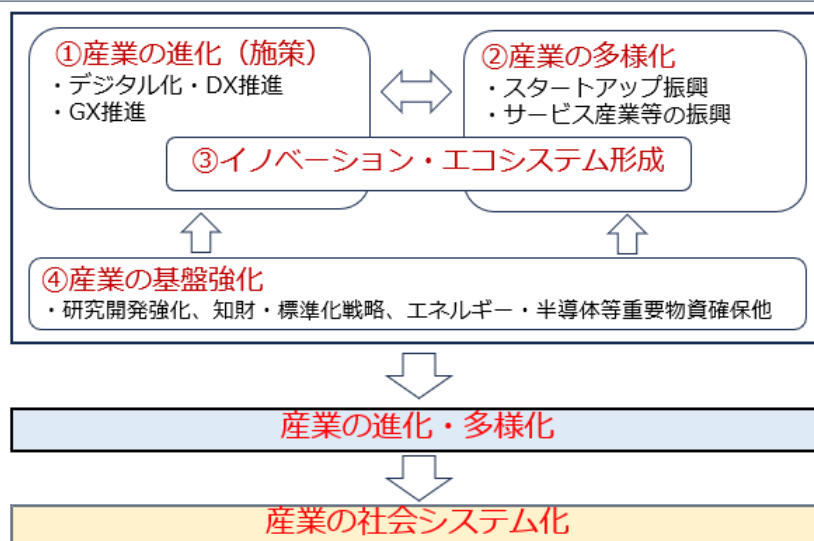 ①産業の進化（施策）
・デジタル化・DX推進
・GX推進
②産業の多様化
・スタートアップ振興
・サービス産業等の振興
③イノベーション・エコシステム形成
④産業の基盤強化
・研究開発強化、知財・標準化戦略、エネルギー・半導体等重要物資確保他
産業の進化・多様化
産業の社会システム化